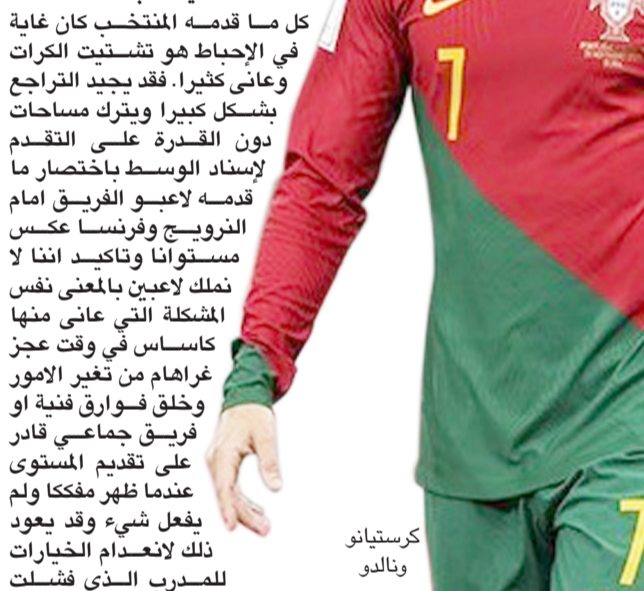 كل ما قدمه المنتخب كان غاية
في الإحباط هو تشتيت الكرات
وعانى كثيرا. فقد يجيد التراجع
بشكل كبيرا ويترك مساحات
دون القدرة على التقدم
لإسناد الوسط باختصار ما
قدمه لاعبو الفريق امام
النرويج وفرنسا عكس
مستوانا وتاكيد اننا لا
نملك لاعبين بالمعنى نفس
المشكلة التي عانى منها
كاساس في وقت عجز
غراهام من تغير الامور
وخلق فوارق فنية او
فريق جماعي قادر
على تقديم المستوى
عندما ظهر مفككا ولم
يفعل شيء وقد يعود
ذلك لانعدام الخيارات
للمدرب الذي فشلت
7
7
كرستيانو
ونالدو